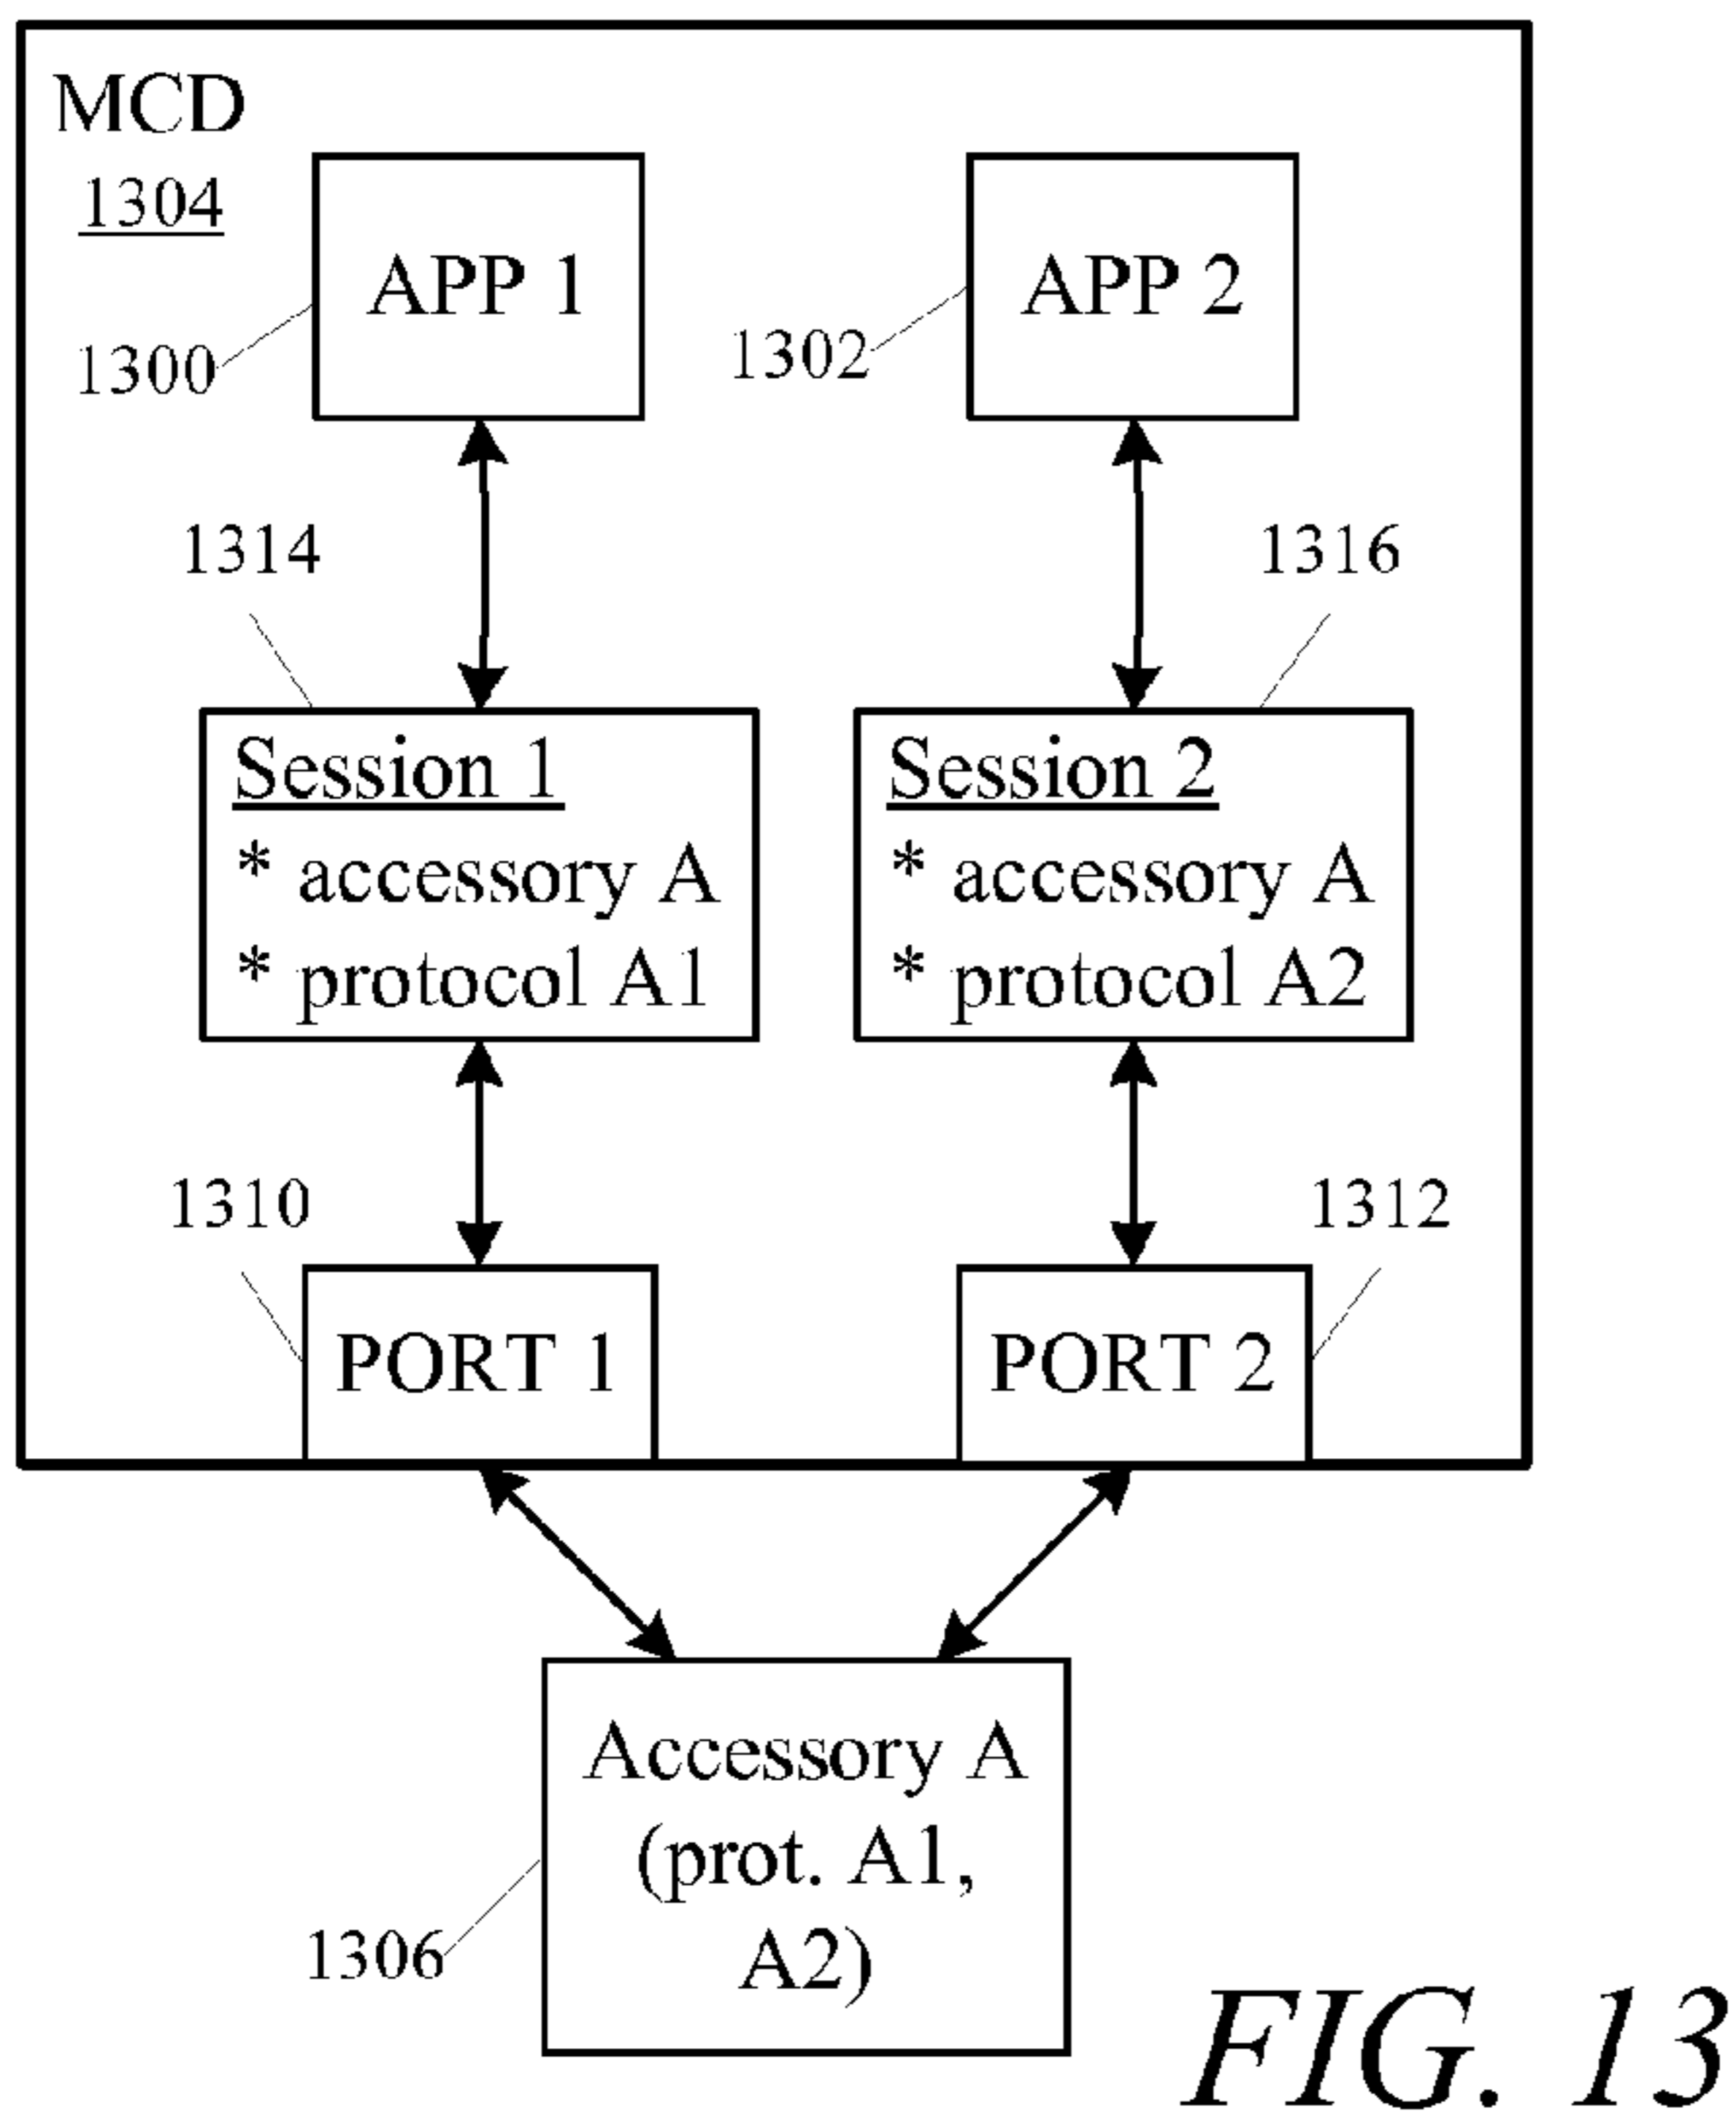 MCD
1304
APP 1
APP 2
1300
1302
1314
1316
Session 1
* accessory A
* protocol A1
Session 2
* accessory A
* protocol A2
1310
1312
PORT 1
PORT 2
Accessory A
(prot. A1,
A2)
1306
FIG. 13